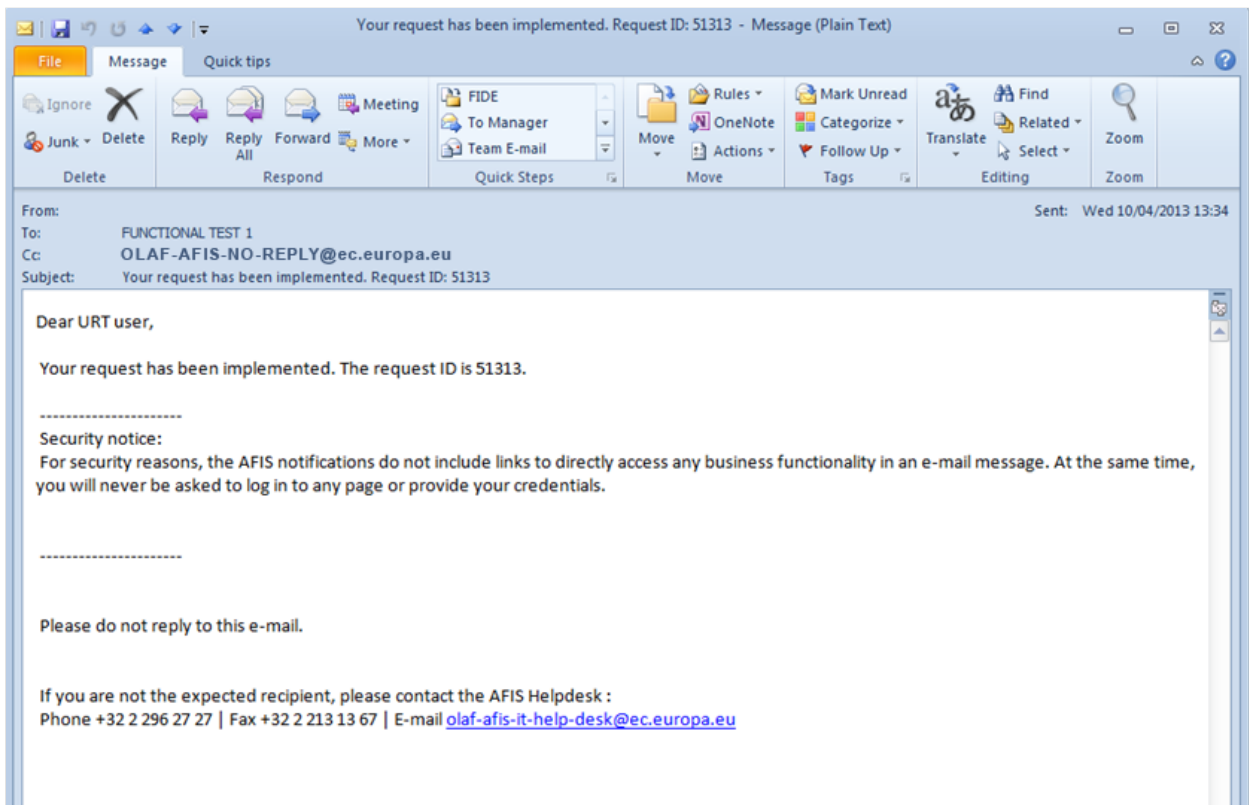 Your request has been implemented. Request ID: 51313 - Message (Plain Text)
File Message Quick tips
Ignore
Junk
Delete
Reply
Reply All
Forward
Meeting
More
FIDE
To Manager
Team E-mail
Move
Rules
OneNote
Actions
Mark Unread
Categorize
Follow Up
Translate
Find
Related
Select
Zoom
Delete Respond Quick Steps Move Tags Editing Zoom
From: Sent: Wed 10/04/2013 13:34
To: FUNCTIONAL TEST 1
Cc: OLAF-AFIS-NO-REPLY@ec.europa.eu
Subject: Your request has been implemented. Request ID: 51313
Dear URT user,
Your request has been implemented. The request ID is 51313.
----------------------
Security notice:
For security reasons, the AFIS notifications do not include links to directly access any business functionality in an e-mail message. At the same time,
you will never be asked to log in to any page or provide your credentials.
----------------------
Please do not reply to this e-mail.
If you are not the expected recipient, please contact the AFIS Helpdesk :
Phone +32 2 296 27 27 | Fax +32 2 213 13 67 | E-mail olaf-afis-it-help-desk@ec.europa.eu